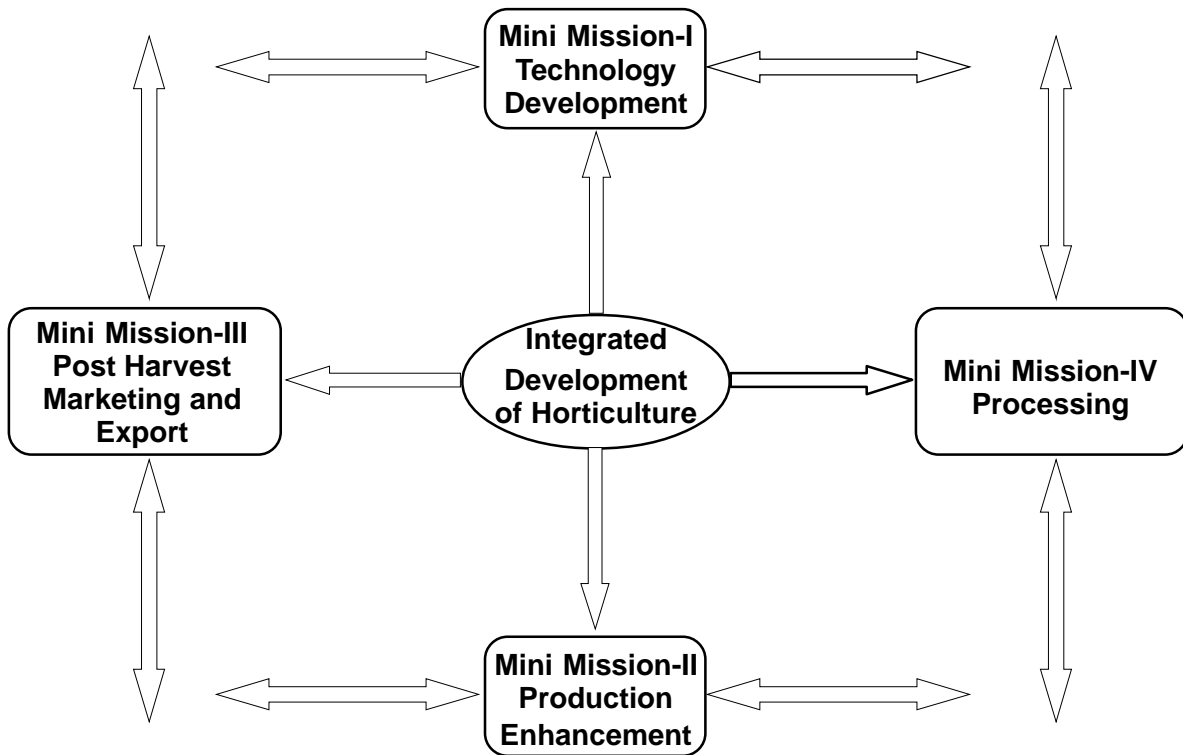 Mini Mission-I
Technology
Development
Mini Mission-III
Post Harvest
Marketing and
Export
Integrated
Development
of Horticulture
Mini Mission-IV
Processing
Mini Mission-II
Production
Enhancement